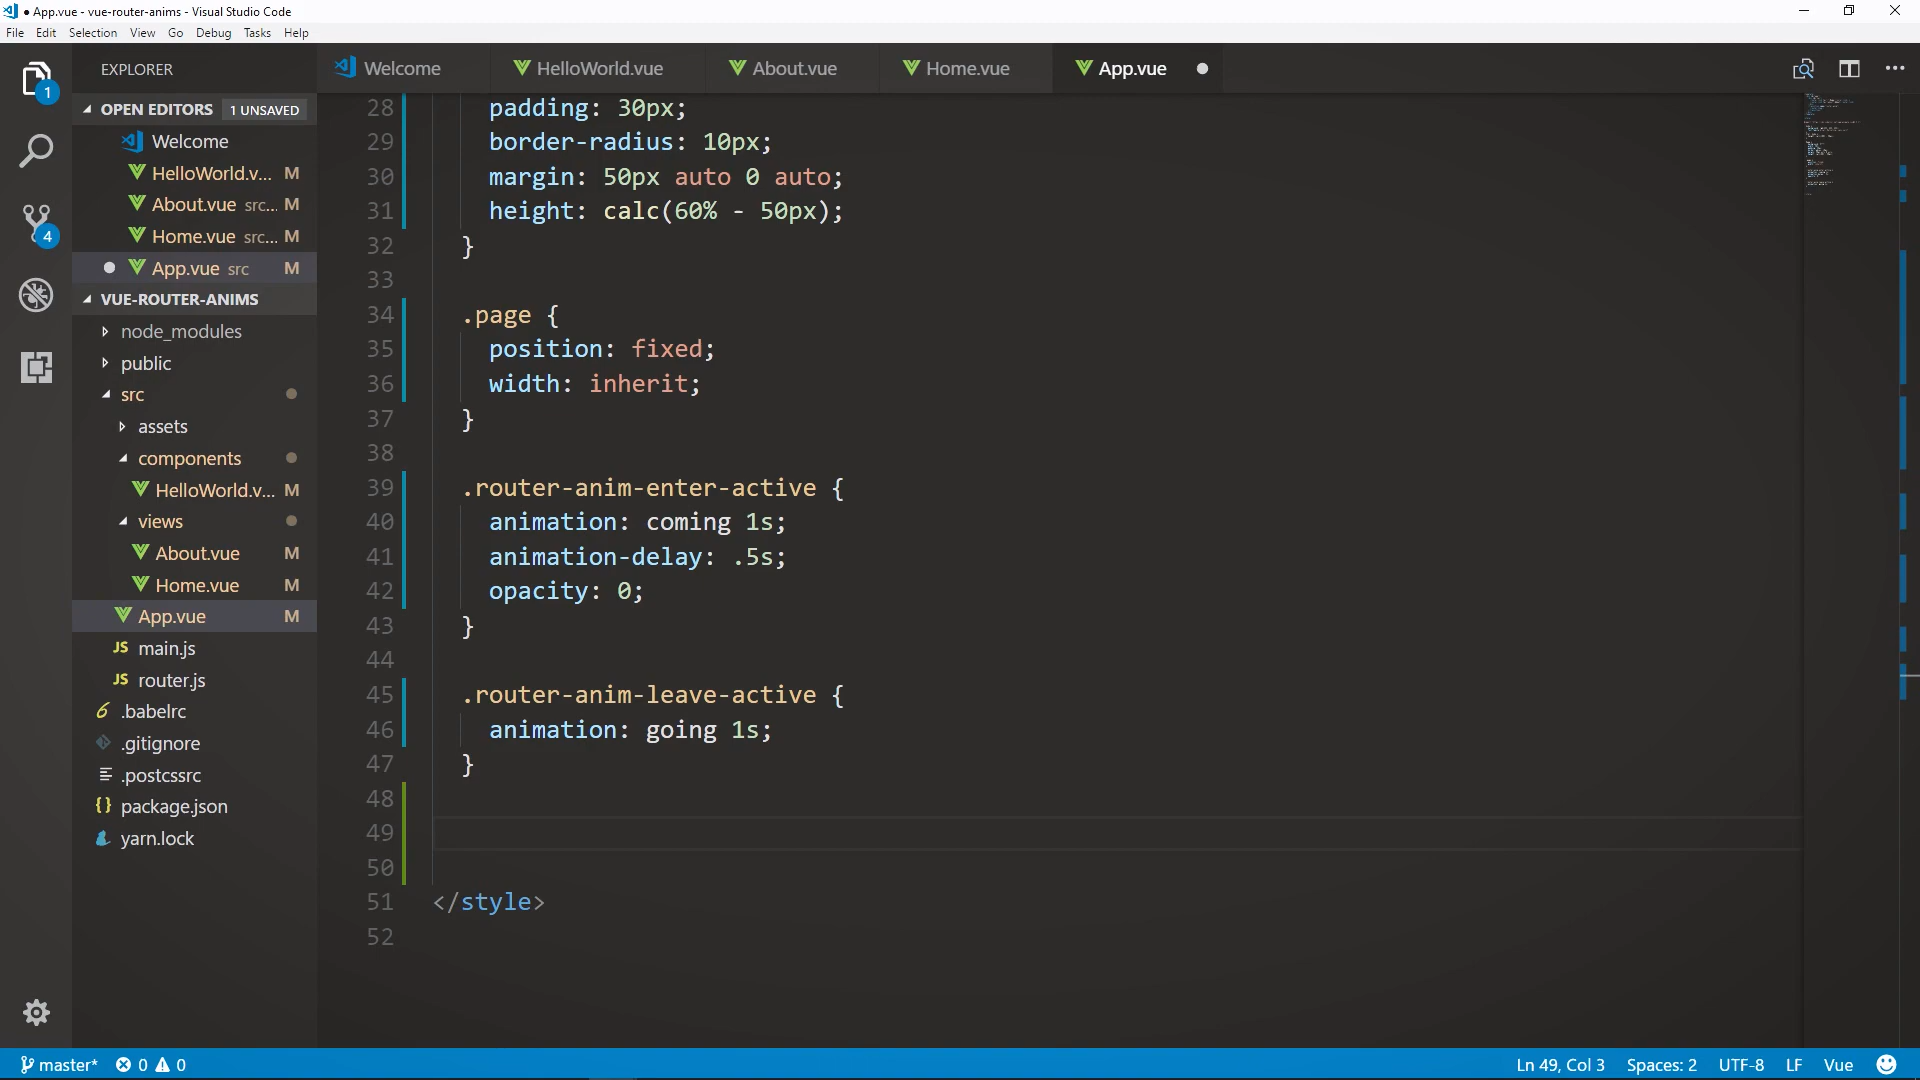 ● App.vue - vue-router-anims - Visual Studio Code
File Edit Selection View Go Debug Tasks Help
EXPLORER
Welcome HelloWorld.vue About.vue Home.vue App.vue ●
1
4
OPEN EDITORS 1 UNSAVED
Welcome
HelloWorld.v... M
About.vue src... M
Home.vue src... M
App.vue src M
VUE-ROUTER-ANIMS
node_modules
public
src
assets
components
HelloWorld.v... M
views
About.vue M
Home.vue M
App.vue M
JS main.js
JS router.js
.babelrc
.gitignore
.postcssrc
{} package.json
yarn.lock
28 padding: 30px;
29 border-radius: 10px;
30 margin: 50px auto 0 auto;
31 height: calc(60% - 50px);
32 }
33
34 .page {
35 position: fixed;
36 width: inherit;
37 }
38
39 .router-anim-enter-active {
40 animation: coming 1s;
41 animation-delay: .5s;
42 opacity: 0;
43 }
44
45 .router-anim-leave-active {
46 animation: going 1s;
47 }
48
49
50
51 </style>
52
master* 0 0 Ln 49, Col 3 Spaces: 2 UTF-8 LF Vue